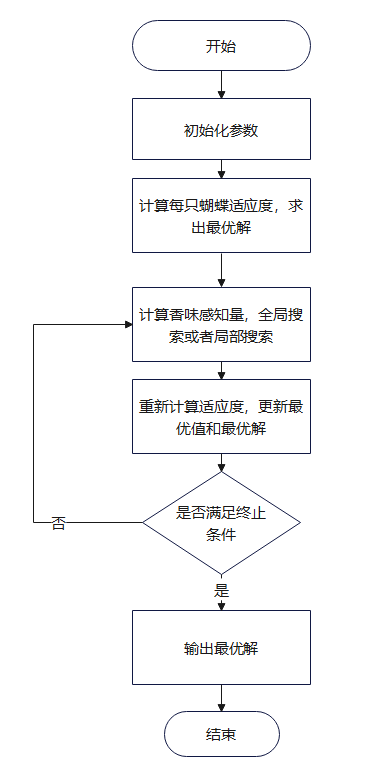 开始
初始化参数
计算每只蝴蝶适应度，求
出最优解
计算香味感知量，全局搜
索或者局部搜索
重新计算适应度，更新最
优值和最优解
是否满足终止
条件
否
是
输出最优解
结束